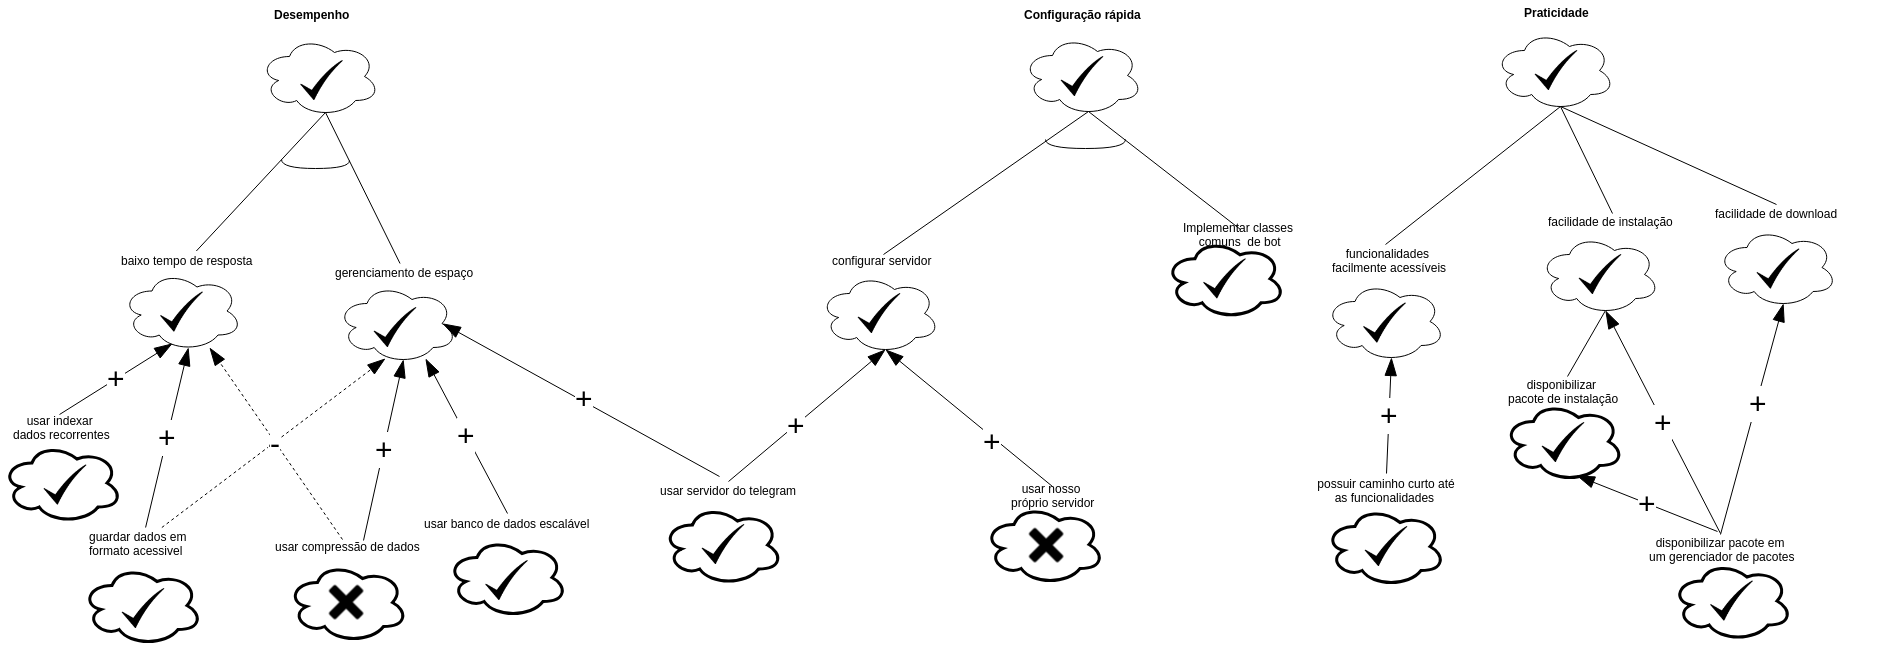 Desempenho
Configuração rápida
Praticidade
baixo tempo de resposta
gerenciamento de espaço
configurar servidor
Implementar classes
comuns de bot
funcionalidades
facilmente acessíveis
facilidade de instalação
facilidade de download
+
usar indexar
dados recorrentes
+
-
+
+
+
+
+
+
disponibilizar
pacote de instalação
+
+
+
guardar dados em
formato acessivel
usar compressão de dados
usar banco de dados escalável
usar servidor do telegram
usar nosso
próprio servidor
possuir caminho curto até
as funcionalidades
disponibilizar pacote em
um gerenciador de pacotes